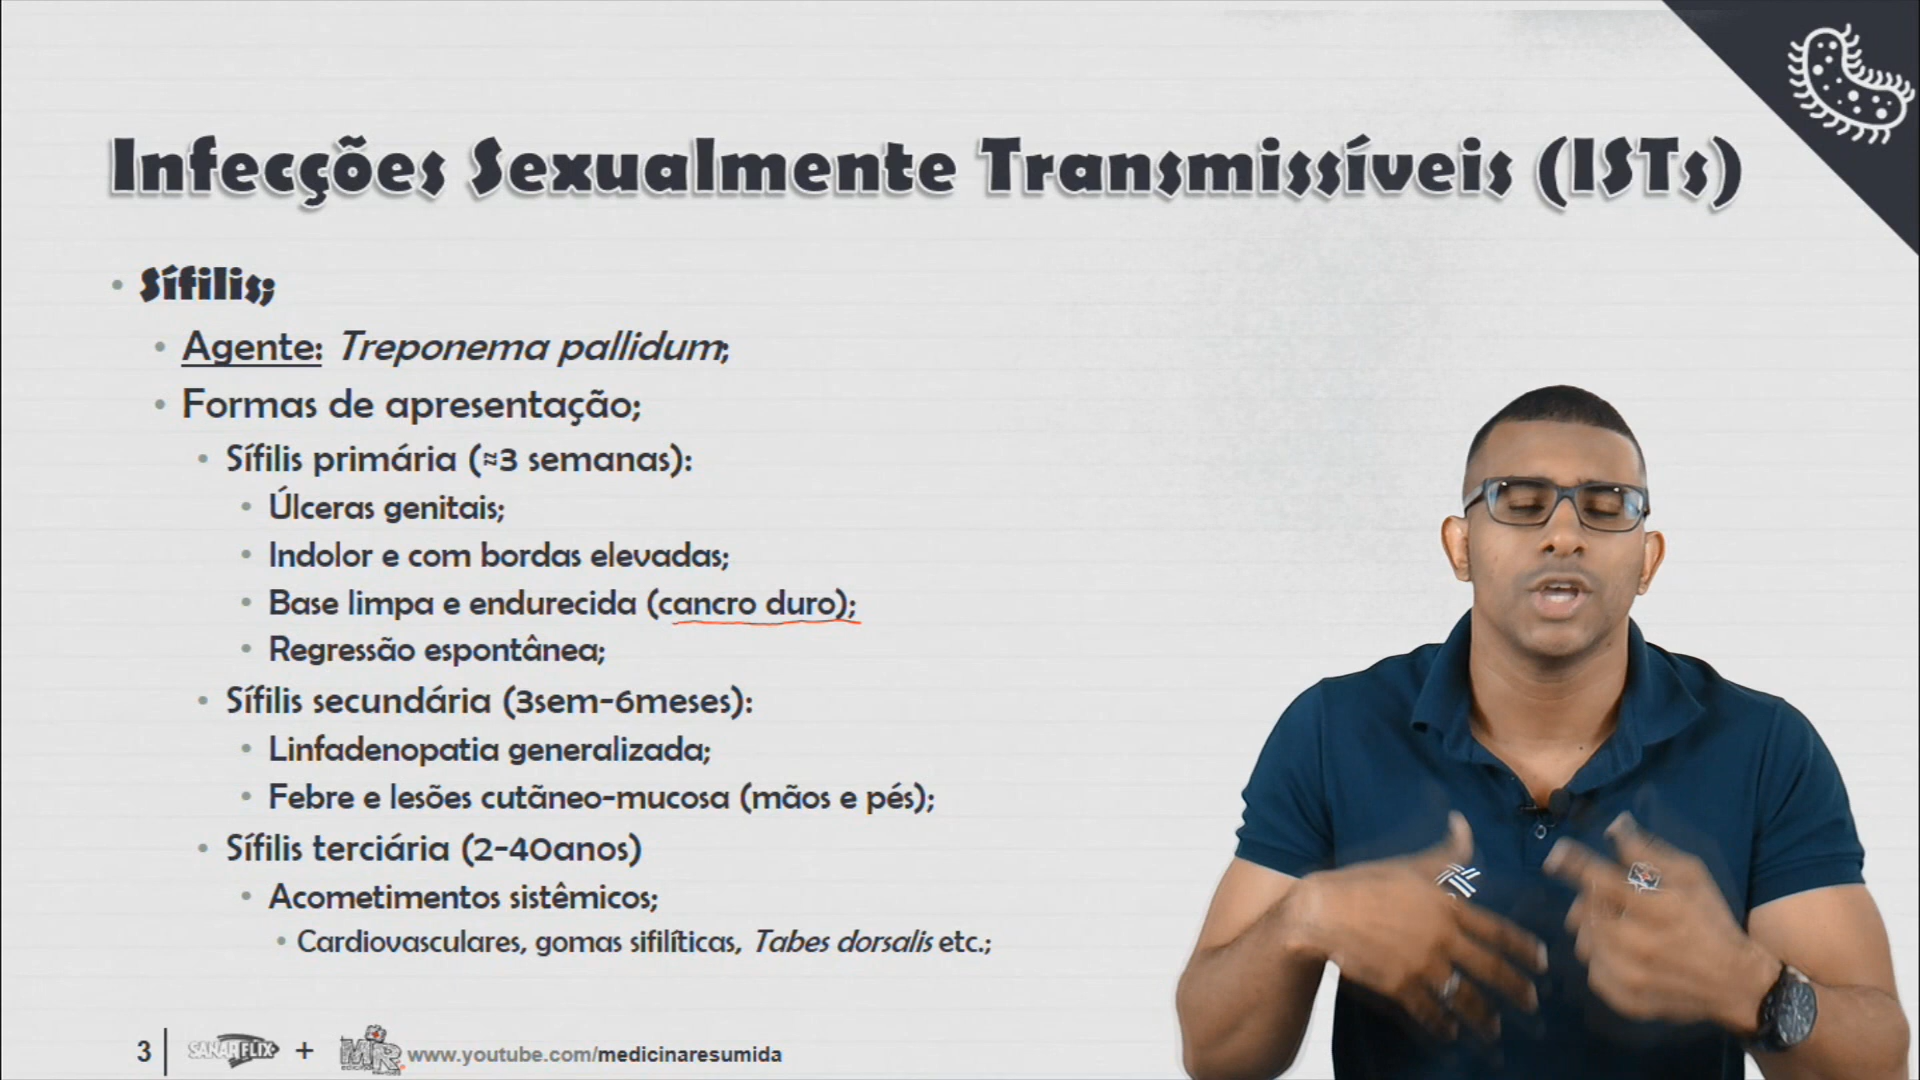 Infecções Sexualmente Transmissíveis (ISTs)
• Sífilis;
• Agente: Treponema pallidum;
• Formas de apresentação;
• Sífilis primária (≈3 semanas):
• Úlceras genitais;
• Indolor e com bordas elevadas;
• Base limpa e endurecida (cancro duro);
• Regressão espontânea;
• Sífilis secundária (3sem-6meses):
• Linfadenopatia generalizada;
• Febre e lesões cutâneo-mucosa (mãos e pés);
• Sífilis terciária (2-40anos)
• Acometimentos sistêmicos;
• Cardiovasculares, gomas sifilíticas, Tabes dorsalis etc.;
3 SANARFLIX + MR www.youtube.com/medicinaresumida